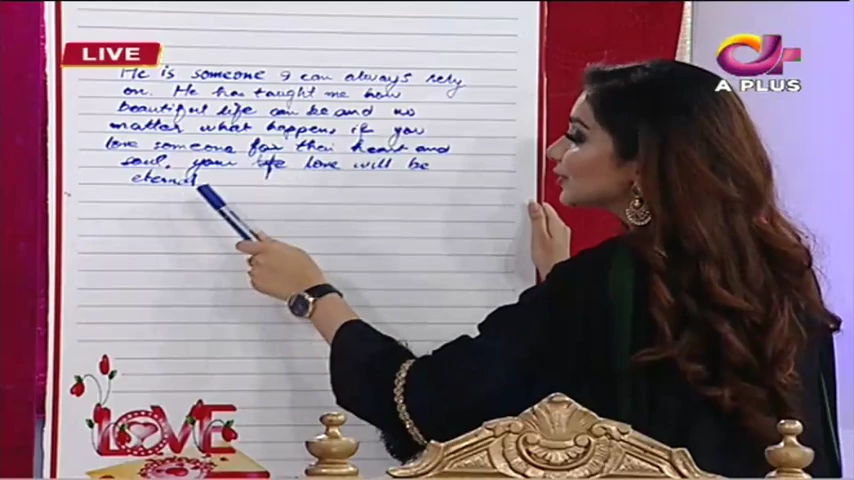 LIVE
A PLUS
He is someone I can always rely
on. He has taught me how
beautiful life can be and no
matter what happens if you
love someone for their heart and
soul. your life love will be
eternal
LOVE